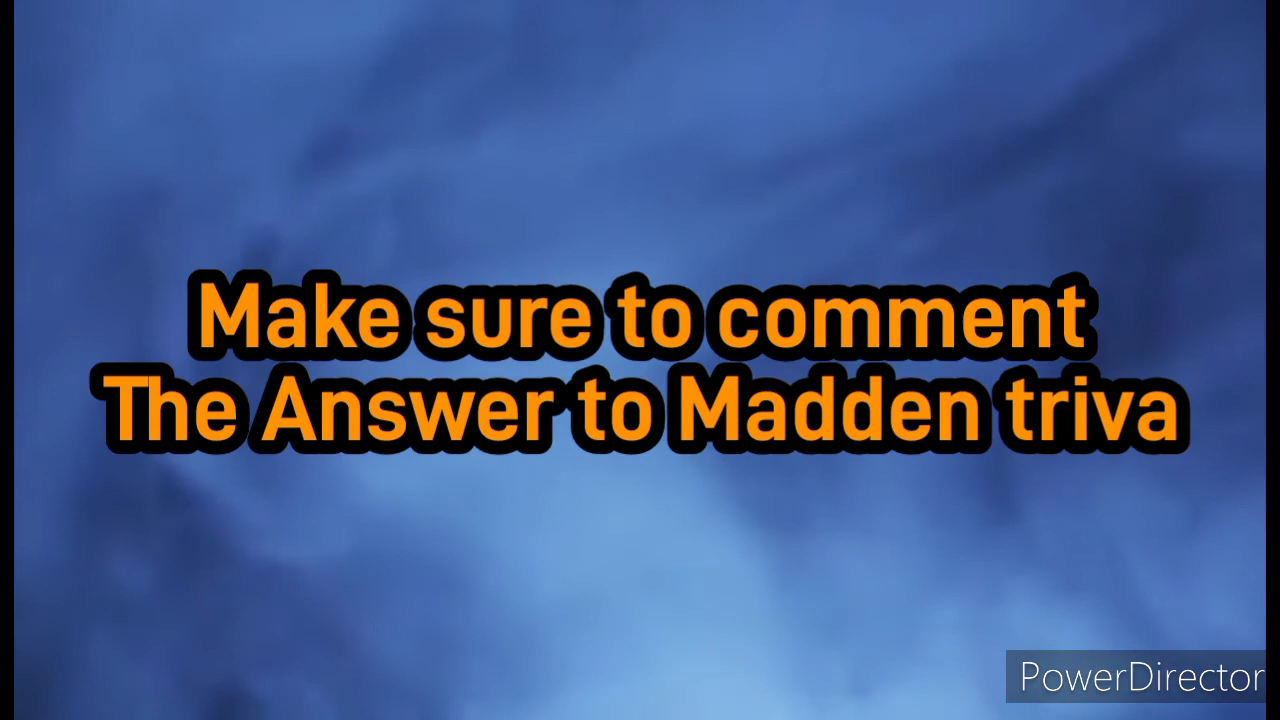 Make sure to comment
The Answer to Madden triva
PowerDirector